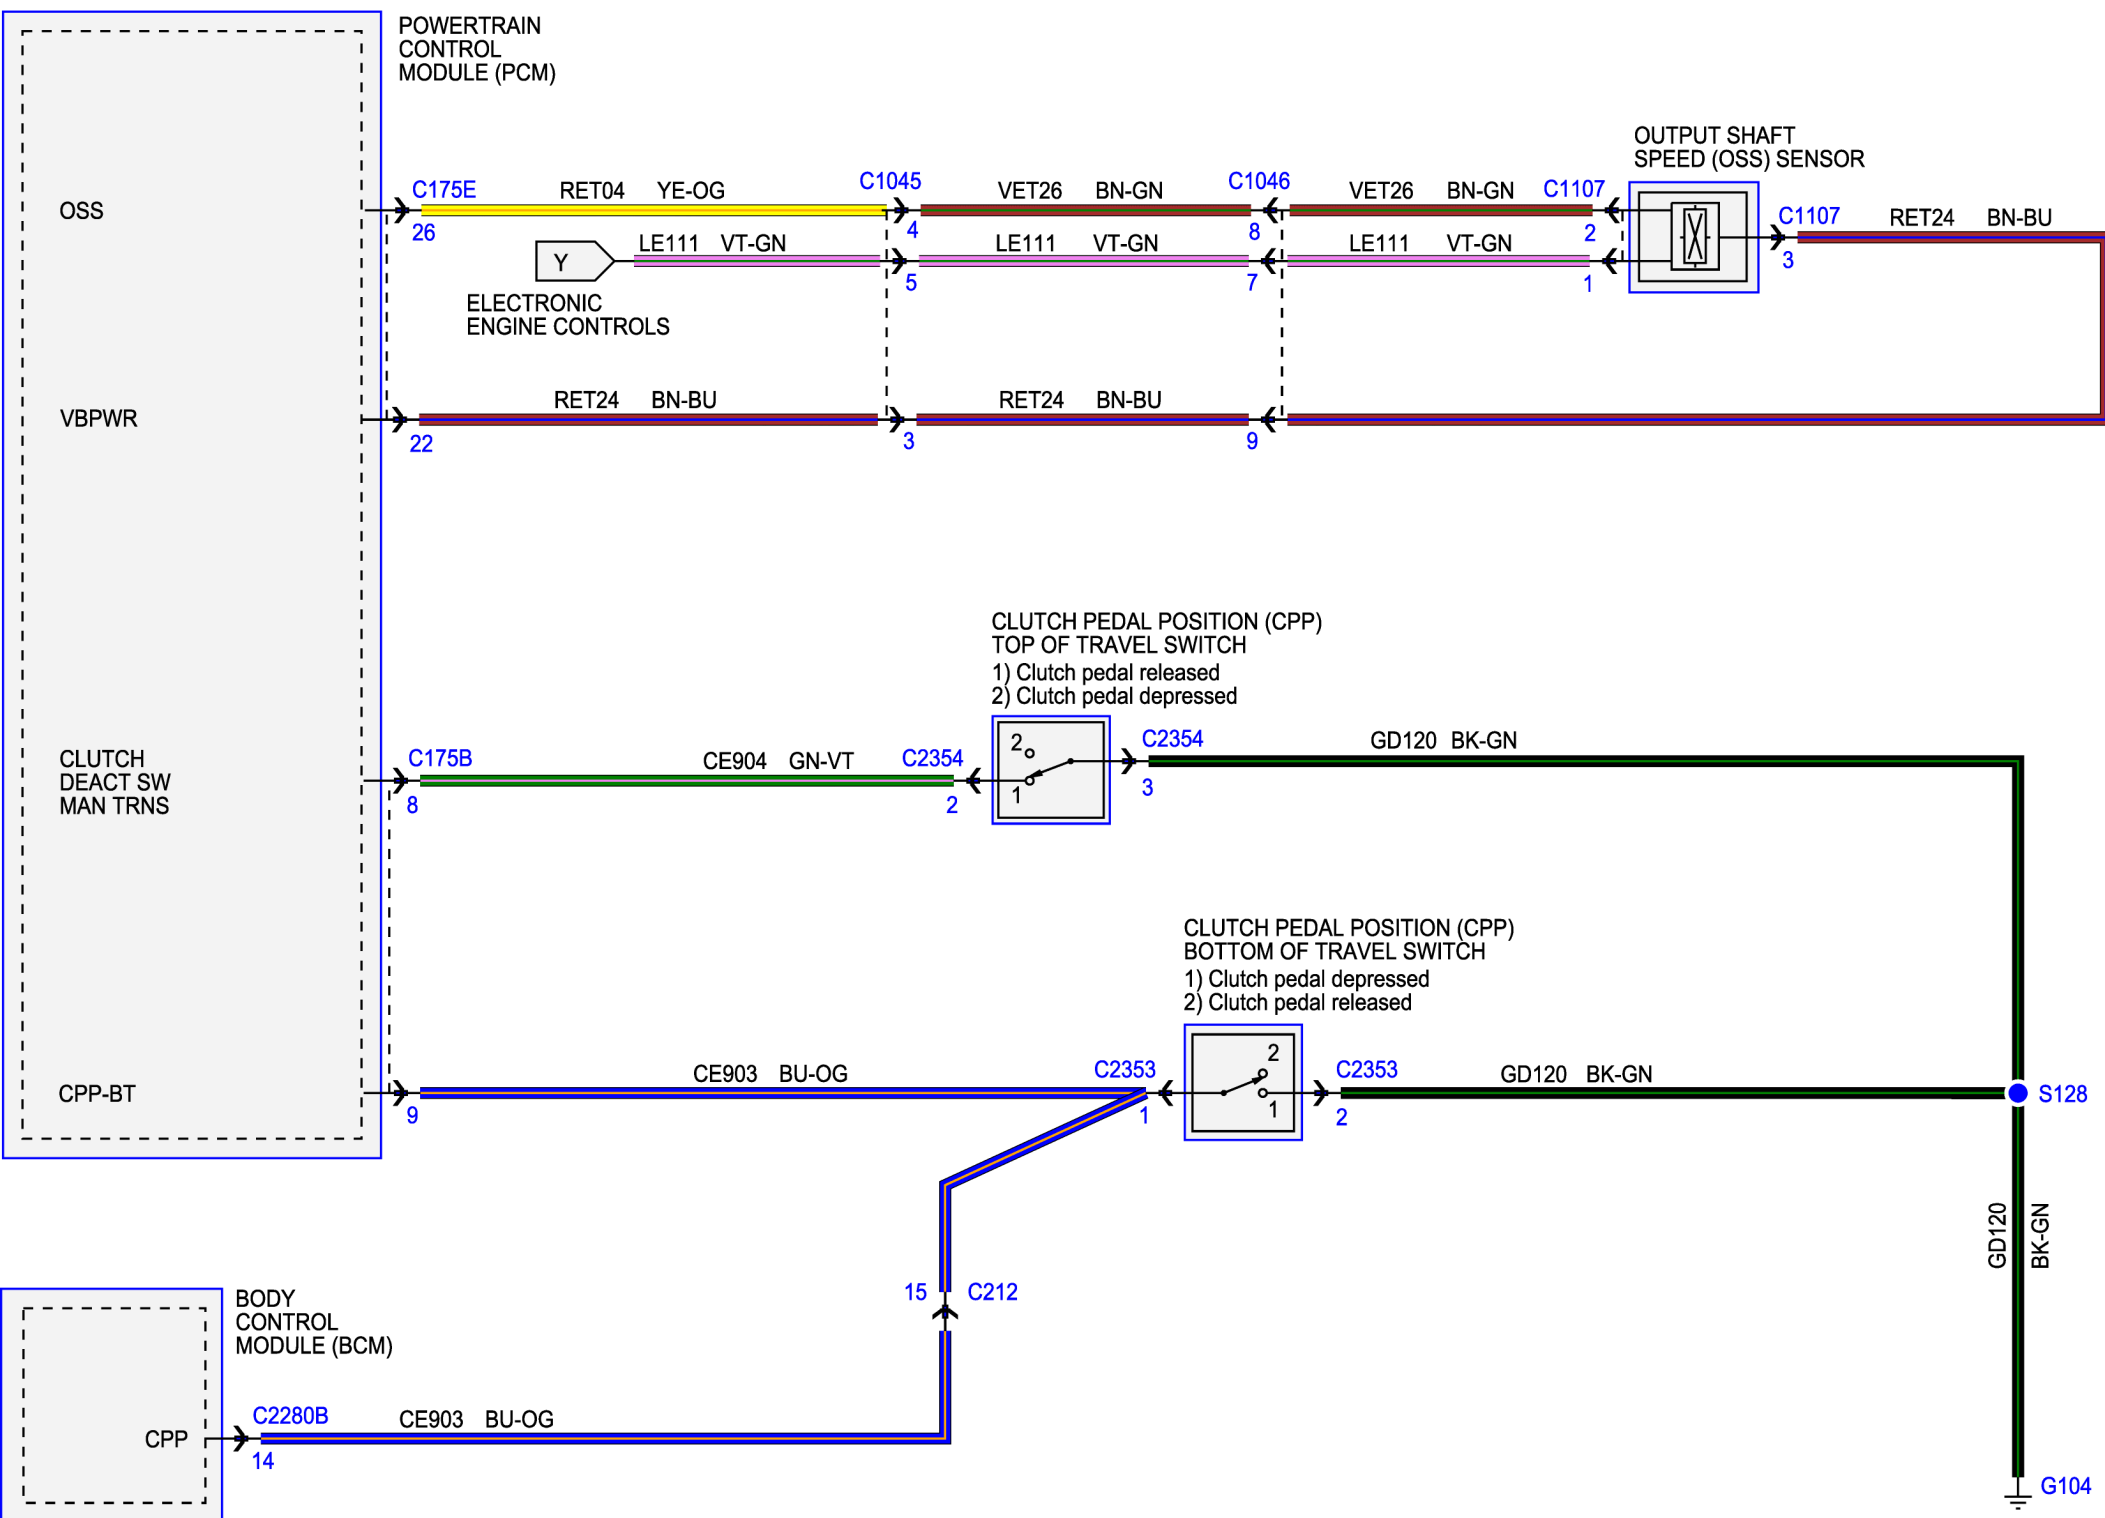 POWERTRAIN
CONTROL
MODULE (PCM)
OUTPUT SHAFT
SPEED (OSS) SENSOR
OSS
C175E
26
RET04 YE-OG
C1045
4
VET26 BN-GN
C1046
8
VET26 BN-GN
C1107
2
C1107
3
RET24 BN-BU
Y
ELECTRONIC
ENGINE CONTROLS
LE111 VT-GN
5
LE111 VT-GN
7
LE111 VT-GN
1
VBPWR
22
RET24 BN-BU
3
RET24 BN-BU
9
CLUTCH PEDAL POSITION (CPP)
TOP OF TRAVEL SWITCH
1) Clutch pedal released
2) Clutch pedal depressed
CLUTCH
DEACT SW
MAN TRNS
C175B
8
CE904 GN-VT
C2354
2
2
1
C2354
3
GD120 BK-GN
CLUTCH PEDAL POSITION (CPP)
BOTTOM OF TRAVEL SWITCH
1) Clutch pedal depressed
2) Clutch pedal released
CPP-BT
9
CE903 BU-OG
C2353
1
2
1
C2353
2
GD120 BK-GN
S128
GD120
BK-GN
15 C212
BODY
CONTROL
MODULE (BCM)
CPP
C2280B
14
CE903 BU-OG
G104